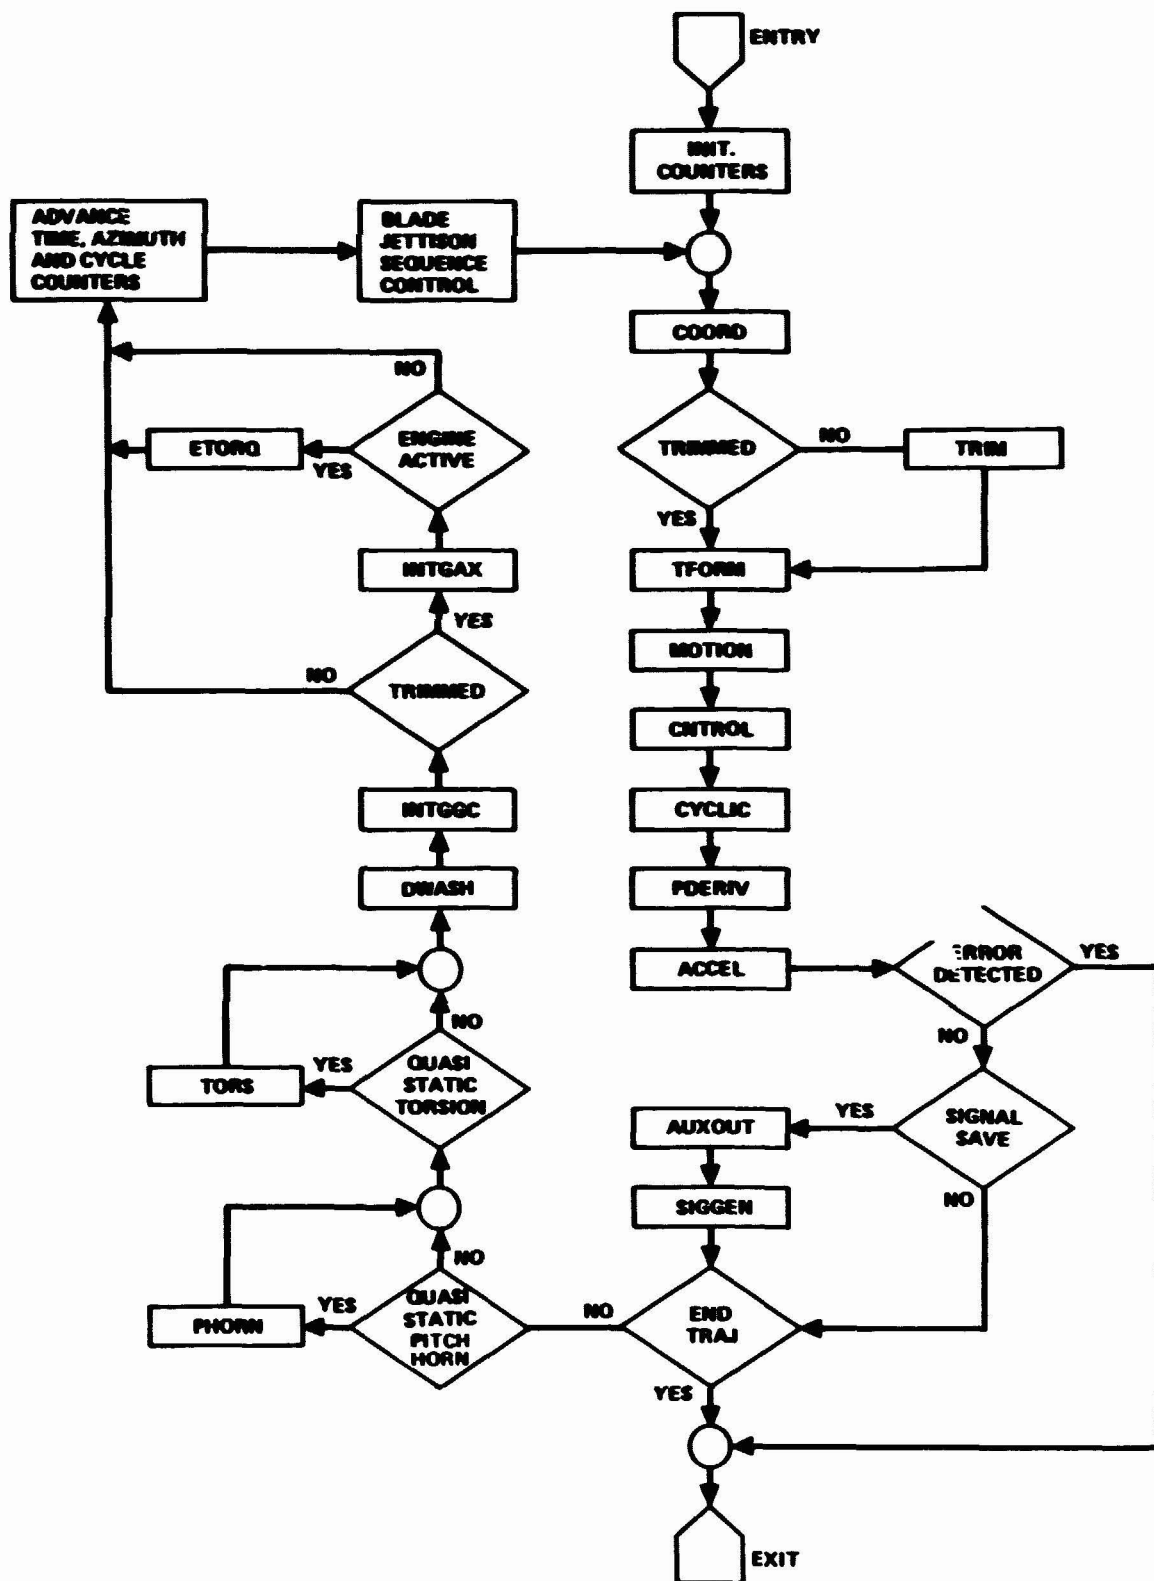 ENTRY
INIT.
COUNTERS
ADVANCE
TIME, AZIMUTH
AND CYCLE
COUNTERS
BLADE
JETTISON
SEQUENCE
CONTROL
COORD
NO
ETORQ
YES
ENGINE
ACTIVE
TRIMMED
NO
TRIM
YES
INTGAX
TFORM
YES
NO
TRIMMED
MOTION
CNTROL
INTGGC
CYCLIC
DWASH
PDERIV
ACCEL
ERROR
DETECTED
YES
NO
NO
TORS
YES
QUASI
STATIC
TORSION
AUXOUT
YES
SIGNAL
SAVE
SIGGEN
NO
NO
PHORN
YES
QUASI
STATIC
PITCH
HORN
NO
END
TRAJ
YES
EXIT